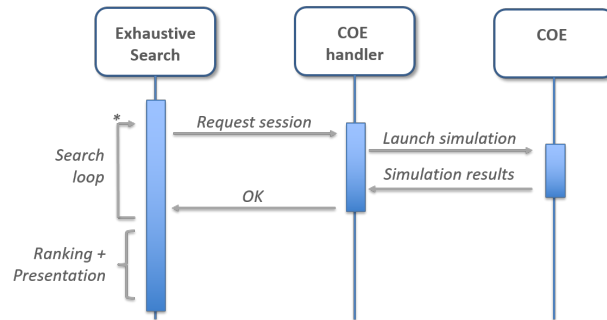 Exhaustive
Search
COE
handler
COE
*
Request session
Launch simulation
Search
loop
Simulation results
OK
Ranking +
Presentation